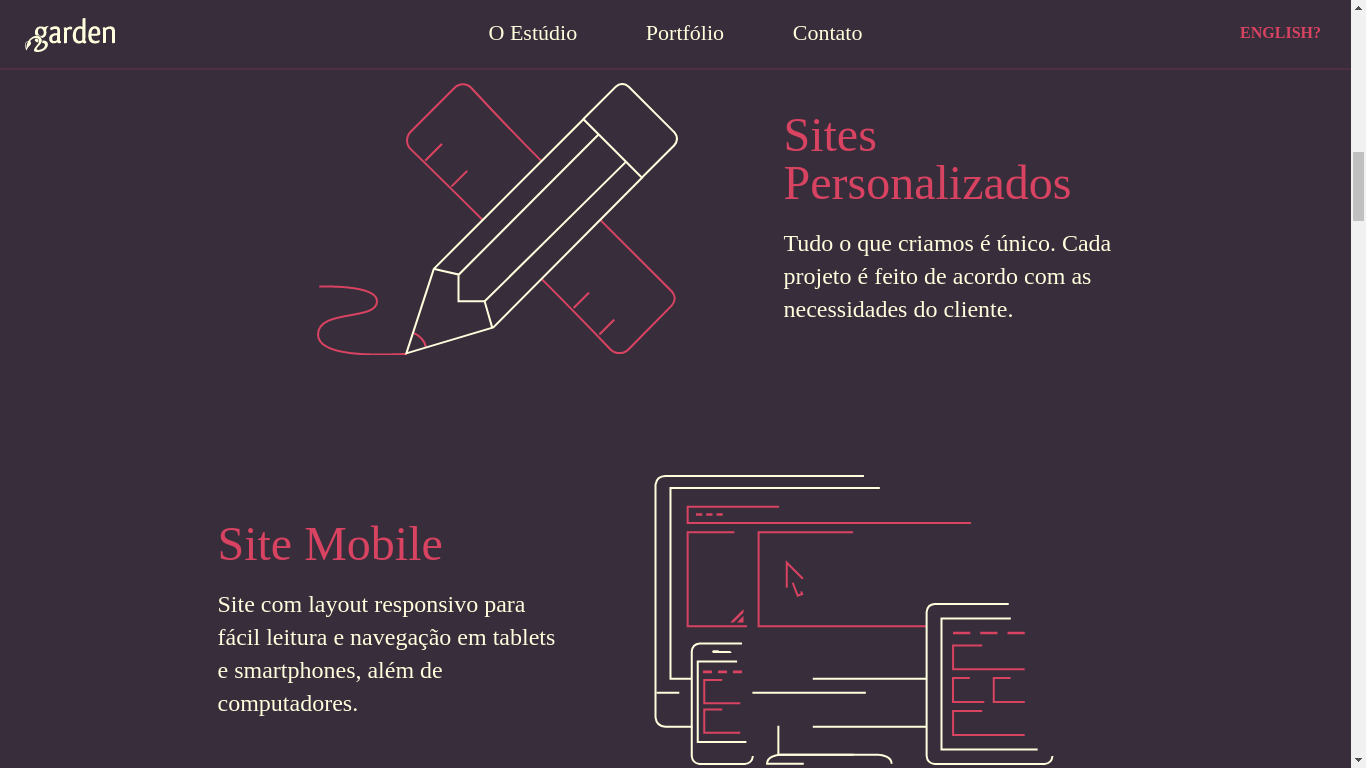 garden
O Estúdio
Portfólio
Contato
ENGLISH?
Sites
Personalizados
Tudo o que criamos é único. Cada
projeto é feito de acordo com as
necessidades do cliente.
Site Mobile
Site com layout responsivo para
fácil leitura e navegação em tablets
e smartphones, além de
computadores.